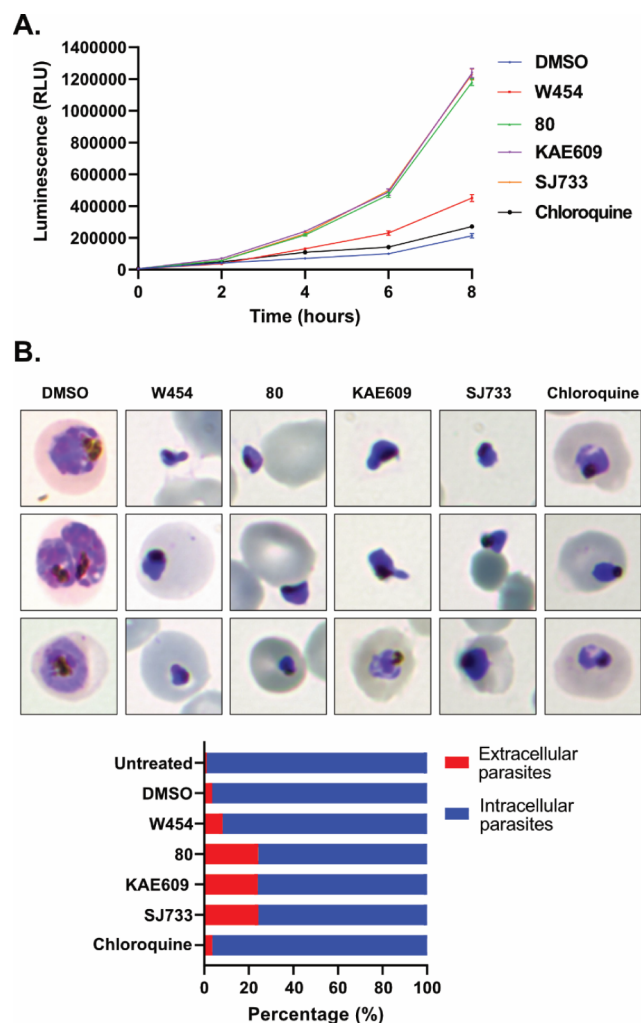 A.
Luminescence (RLU)
1400000
1200000
1000000
800000
600000
400000
200000
0
0 2 4 6 8
Time (hours)
DMSO
W454
80
KAE609
SJ733
Chloroquine
B.
DMSO W454 80 KAE609 SJ733 Chloroquine
Untreated
DMSO
W454
80
KAE609
SJ733
Chloroquine
0 20 40 60 80 100
Percentage (%)
Extracellular
parasites
Intracellular
parasites